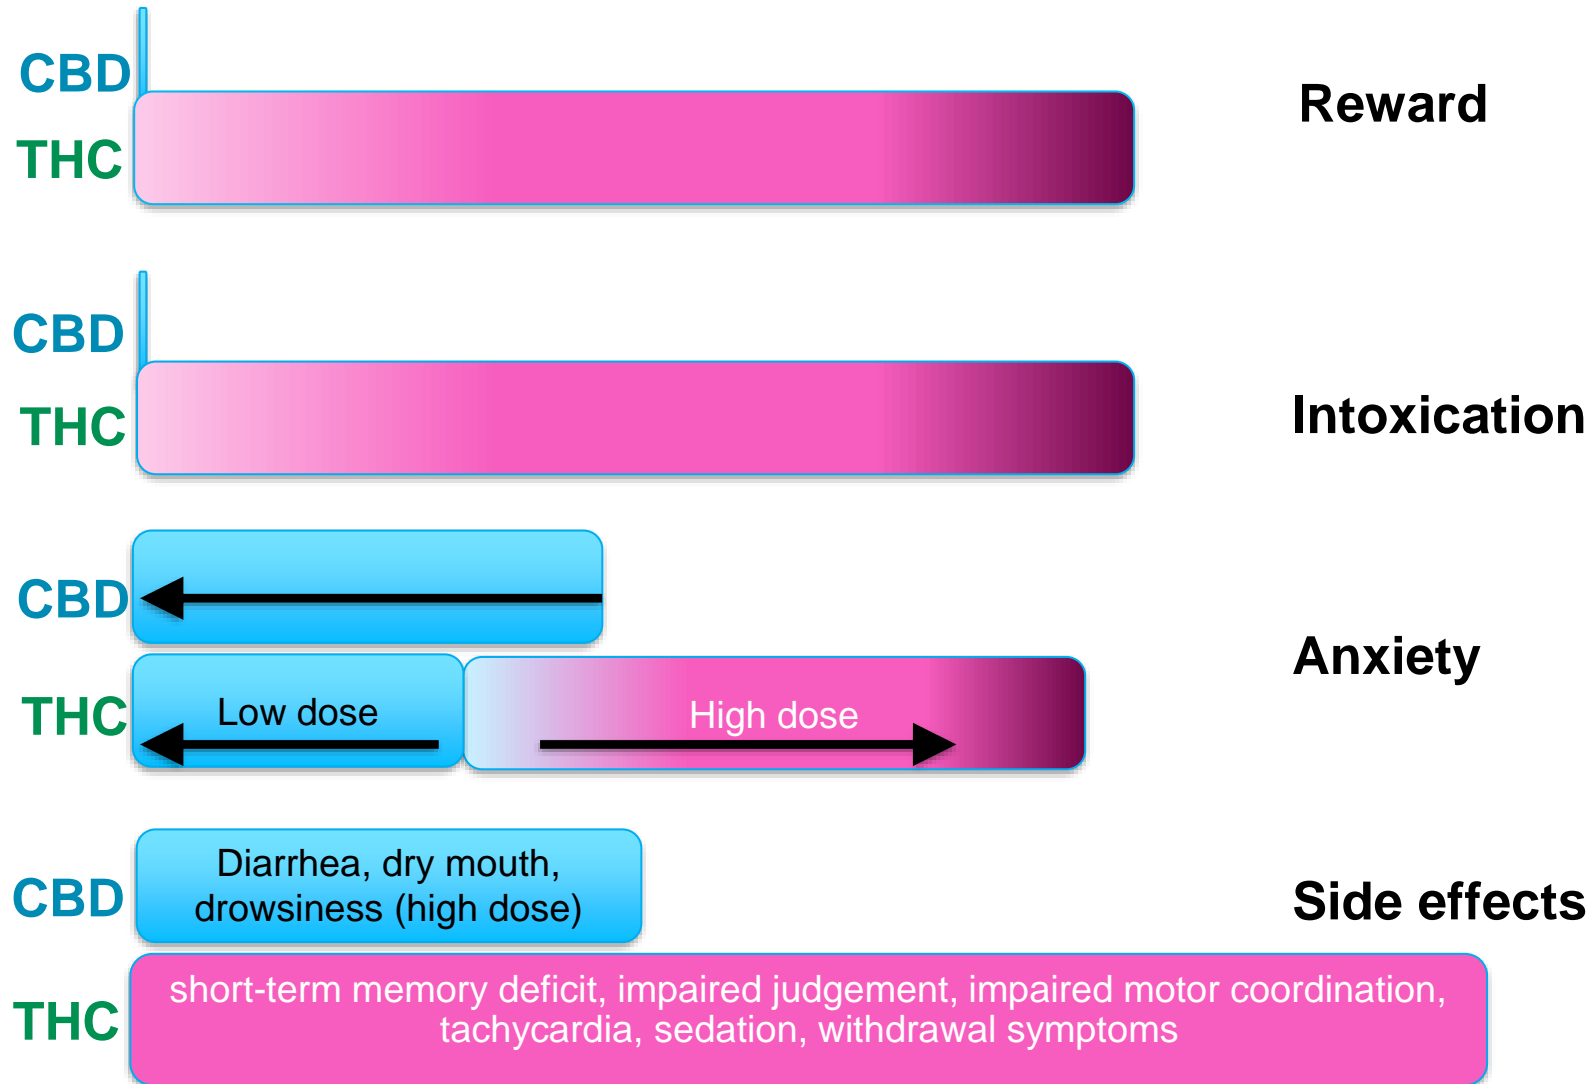 CBD
THC
Reward
CBD
THC
Intoxication
CBD
THC
Low dose
High dose
Anxiety
CBD
Diarrhea, dry mouth,
drowsiness (high dose)
Side effects
THC
short-term memory deficit, impaired judgement, impaired motor coordination,
tachycardia, sedation, withdrawal symptoms